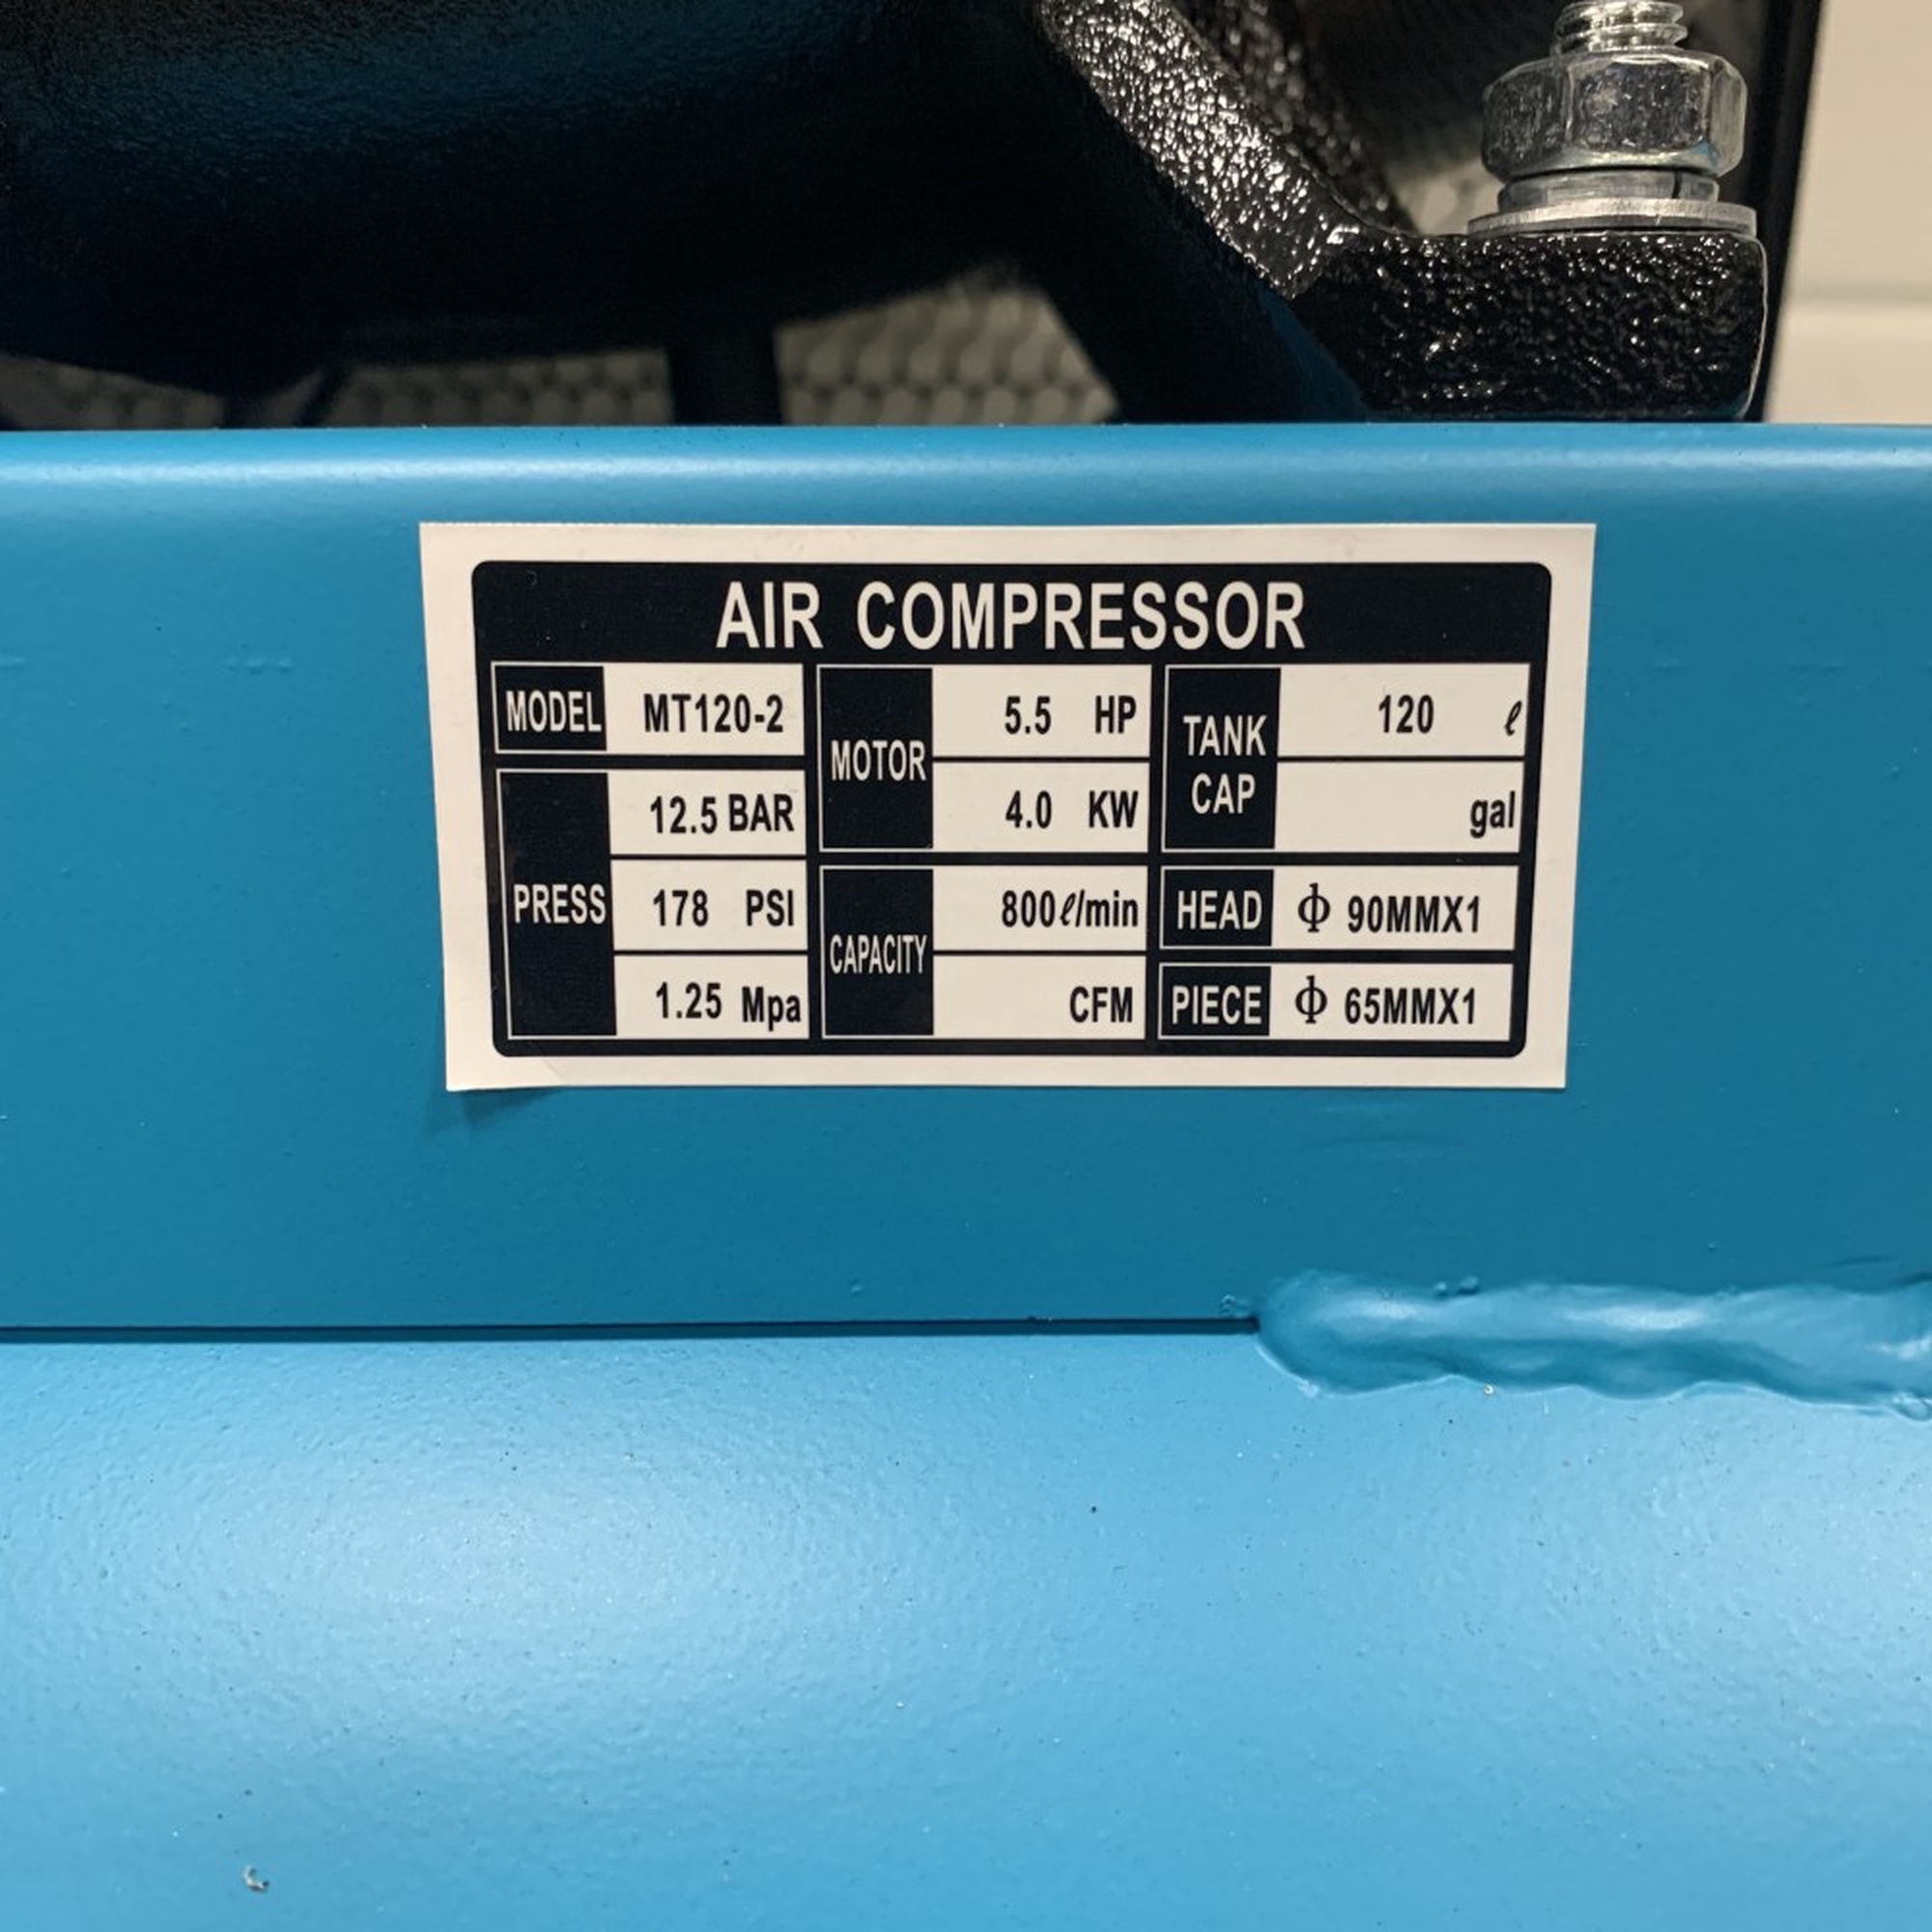 AIR COMPRESSOR
MODEL MT120-2
PRESS 12.5 BAR
178 PSI
1.25 Mpa
MOTOR 5.5 HP
4.0 KW
CAPACITY 800ℓ/min
CFM
TANK CAP 120 ℓ
gal
HEAD ϕ 90MMX1
PIECE ϕ 65MMX1